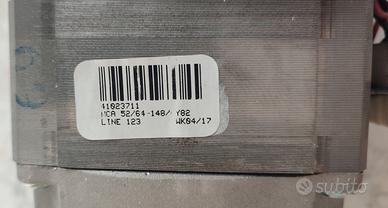 41023711
MCA 52/64-148/ Y82
LINE 123 WK04/17
subito